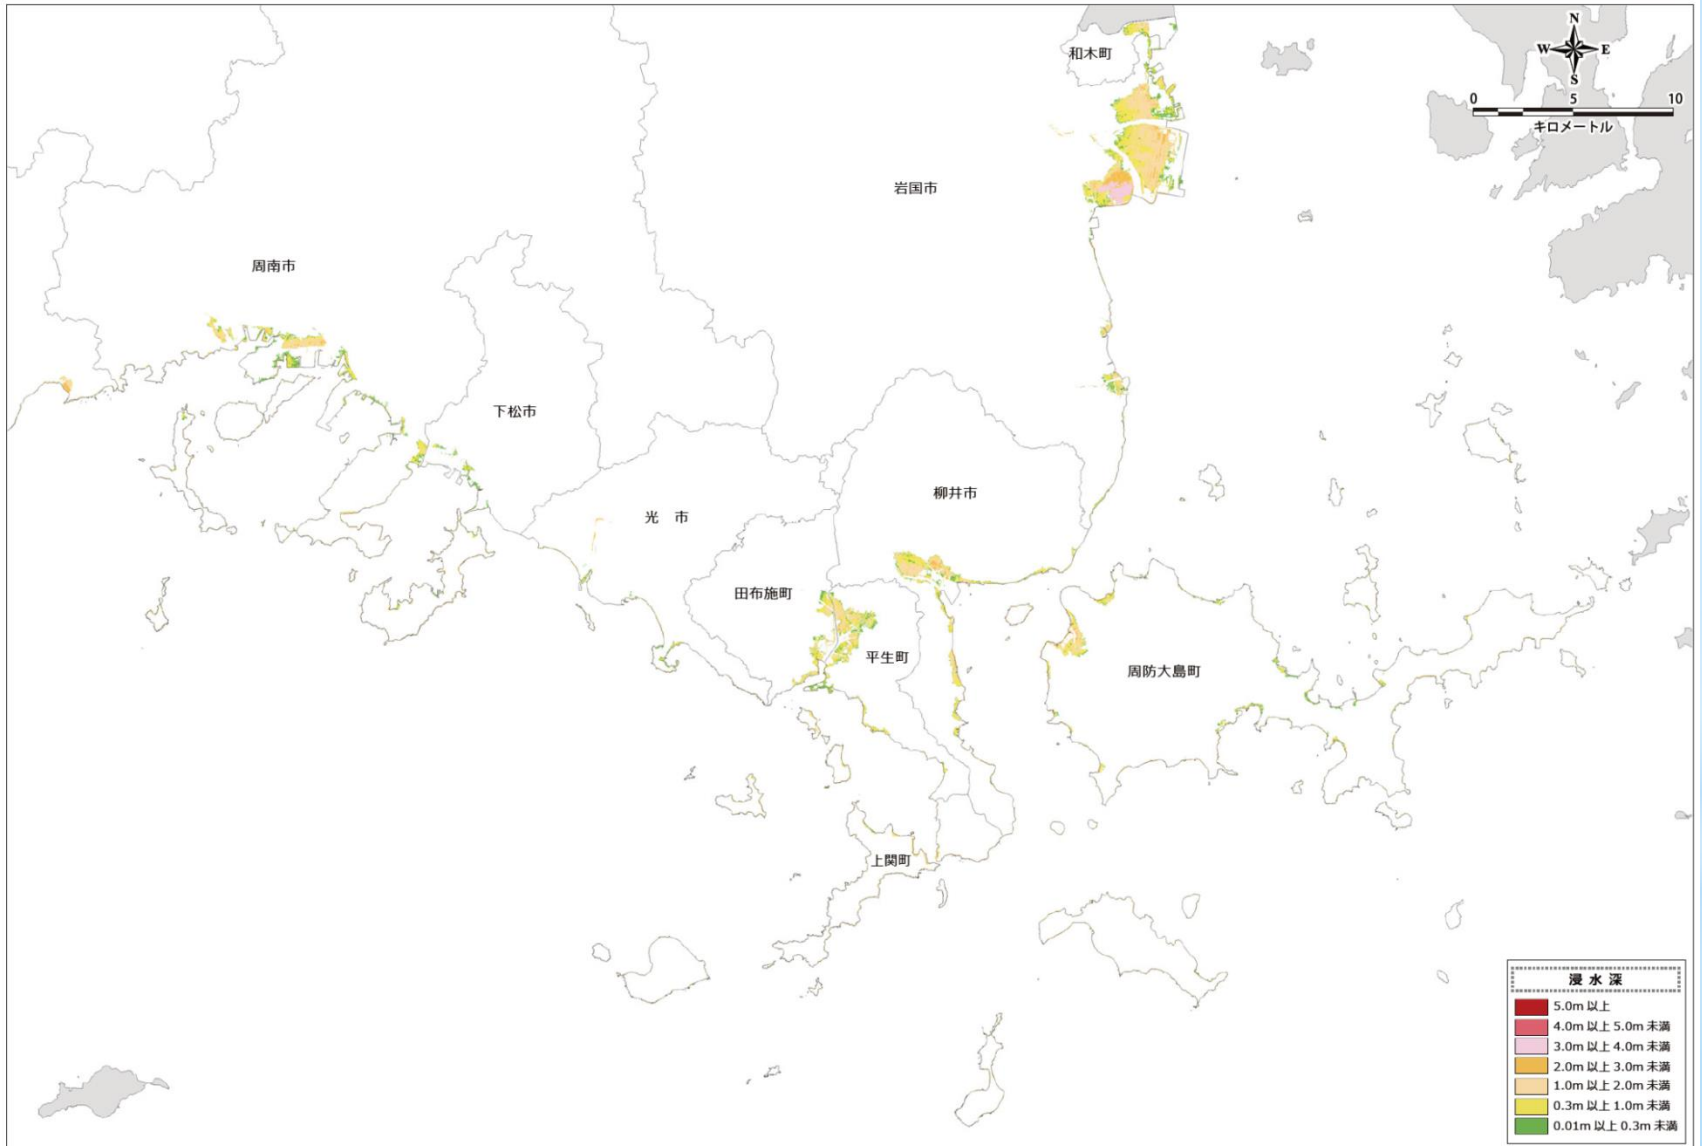 N
W E
S
0 5 10
キロメートル
和木町
岩国市
周南市
下松市
柳井市
光 市
田布施町
平生町
周防大島町
上関町
浸 水 深
5.0m 以上
4.0m 以上 5.0m 未満
3.0m 以上 4.0m 未満
2.0m 以上 3.0m 未満
1.0m 以上 2.0m 未満
0.3m 以上 1.0m 未満
0.01m 以上 0.3m 未満